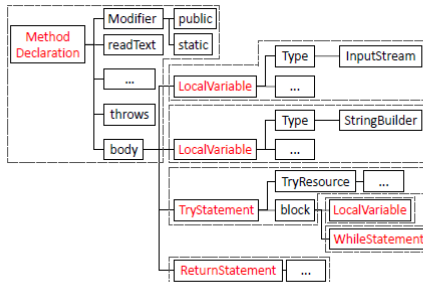 Modifier
public
Method
Declaration
readText
static
Type
InputStream
...
LocalVariable
...
throws
Type
StringBuilder
body
LocalVariable
...
TryResource
...
TryStatement
block
LocalVariable
WhileStatement
ReturnStatement
...